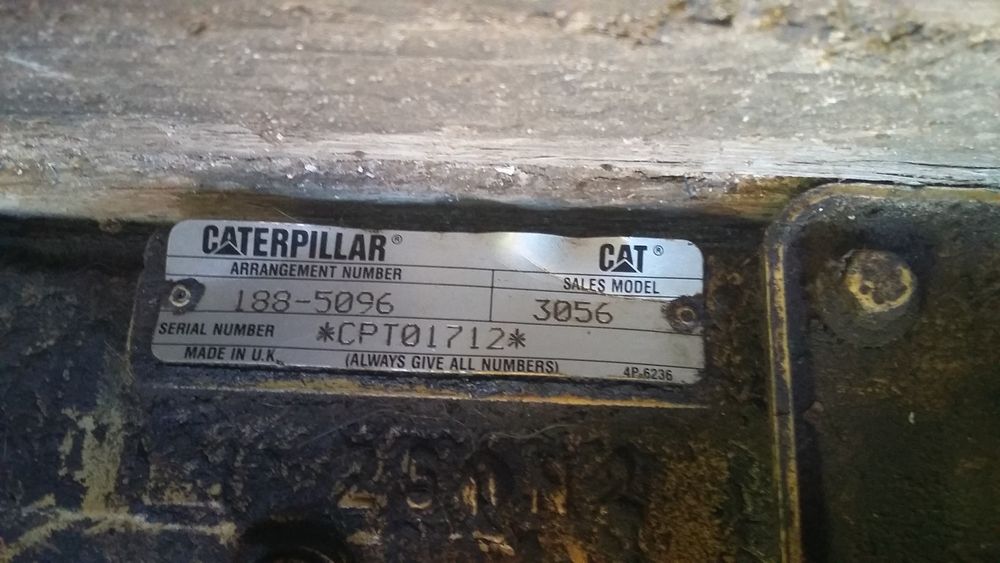 CATERPILLAR® CAT®
ARRANGEMENT NUMBER SALES MODEL
188-5096 3056
SERIAL NUMBER *CPT01712*
MADE IN U.K. (ALWAYS GIVE ALL NUMBERS) 4P-6236